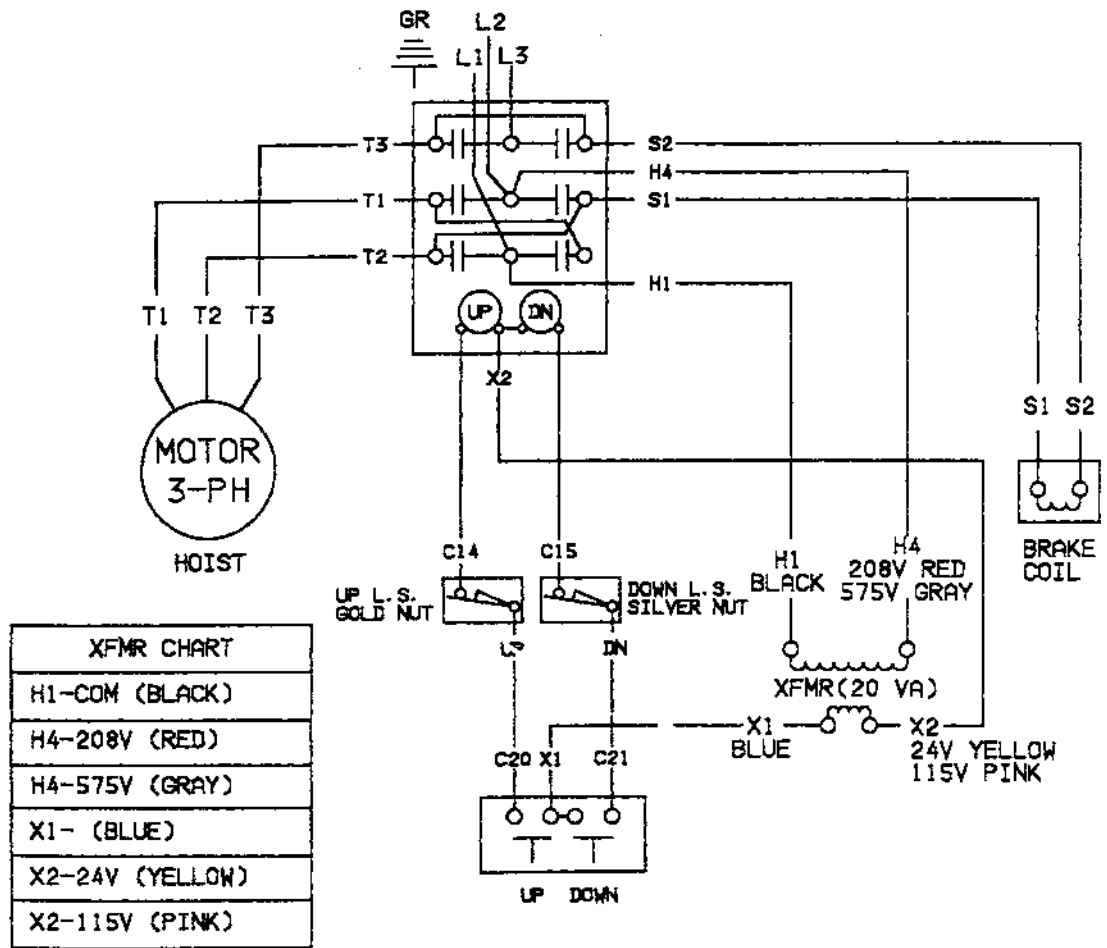 GR
L2
L1
L3
T3
S2
H4
T1
S1
T2
H1
UP
DN
T1
T2
T3
X2
S1
S2
MOTOR
3-PH
HOIST
C14
C15
H1
BLACK
H4
208V RED
575V GRAY
BRAKE
COIL
UP L.S.
GOLD NUT
DOWN L.S.
SILVER NUT
UP
DN
XFMR(20 VA)
X1
BLUE
X2
24V YELLOW
115V PINK
C20
X1
C21
UP
DOWN
XFMR CHART
H1-COM (BLACK)
H4-208V (RED)
H4-575V (GRAY)
X1- (BLUE)
X2-24V (YELLOW)
X2-115V (PINK)